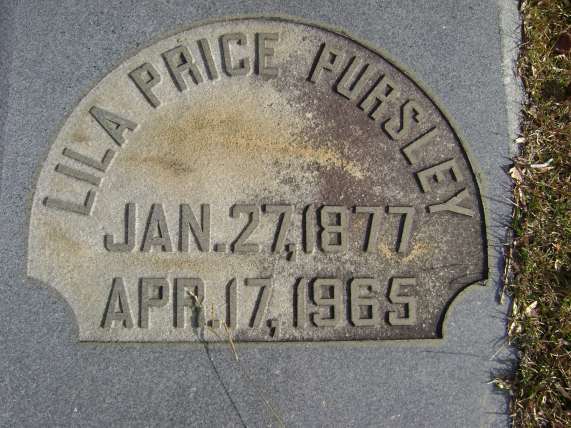 LILA PRICE PURSLEY
JAN. 27, 1877
APR. 17, 1965